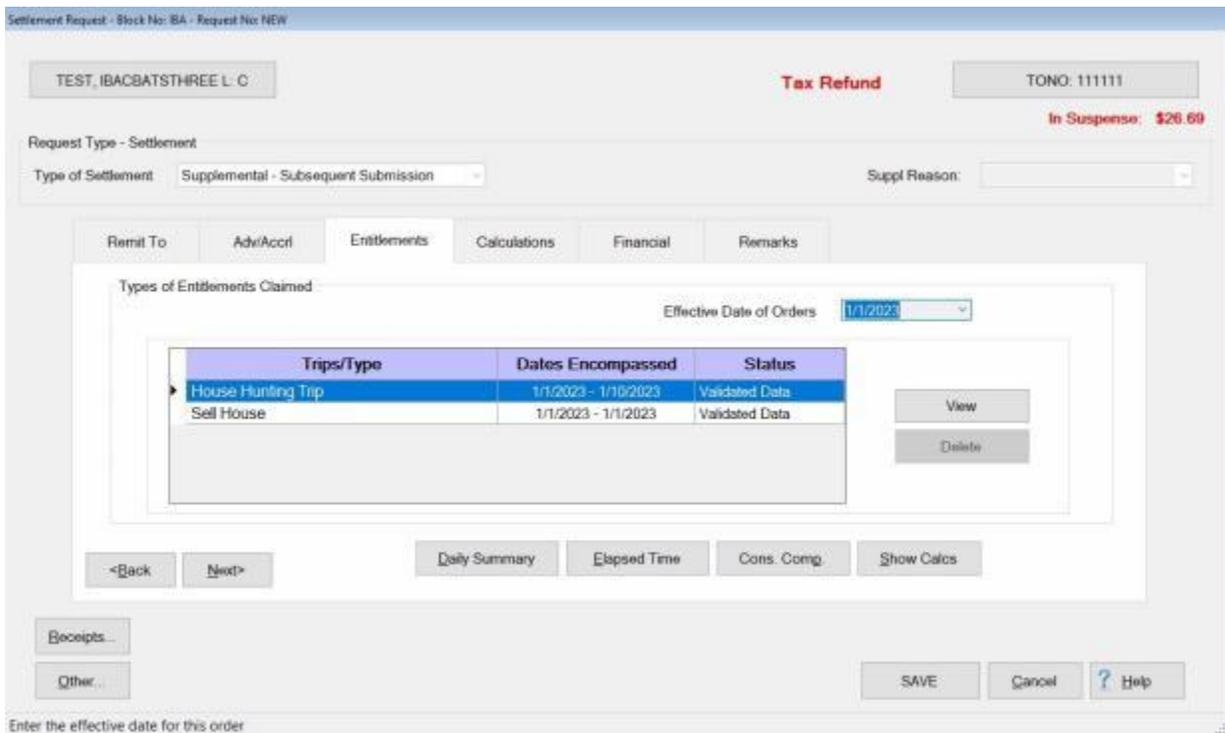 Settlement Request - Block No: IBA - Request No: NEW
TEST, IBACBATSTHREE L. C
Tax Refund
TONO: 111111
In Suspense: $26.69
Request Type - Settlement
Type of Settlement Supplemental - Subsequent Submission Suppl Reason:
Remit To Adv/Accrl Entitlements Calculations Financial Remarks
Types of Entitlements Claimed
Effective Date of Orders 1/1/2023
Trips/Type Dates Encompassed Status
House Hunting Trip 1/1/2023 - 1/10/2023 Validated Data
Sell House 1/1/2023 - 1/1/2023 Validated Data
View
Delete
Daily Summary Elapsed Time Cons. Comp. Show Calcs
<Back Next>
Receipts...
Other... SAVE Cancel ? Help
Enter the effective date for this order